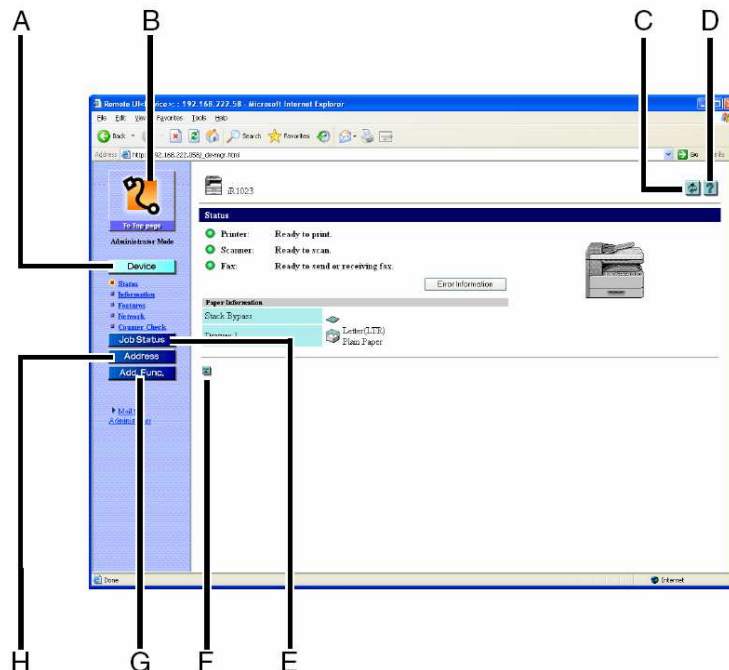 A B C D
Remote UI<Device>: : 192.168.222.58 - Microsoft Internet Explorer
File Edit View Favorites Tools Help
Back Search Favorites
Address Go
iR1023
To Top page
Administrator Mode
Device
Status
Information
Features
Network
Counter Check
Job Status
Address
Add. Func.
Mail
Status
Printer: Ready to print.
Scanner: Ready to scan.
Fax: Ready to send or receiving fax.
Error Information
Paper Information
Stack Bypass
Letter(LTR)
Plain Paper
Done Internet
H G F E